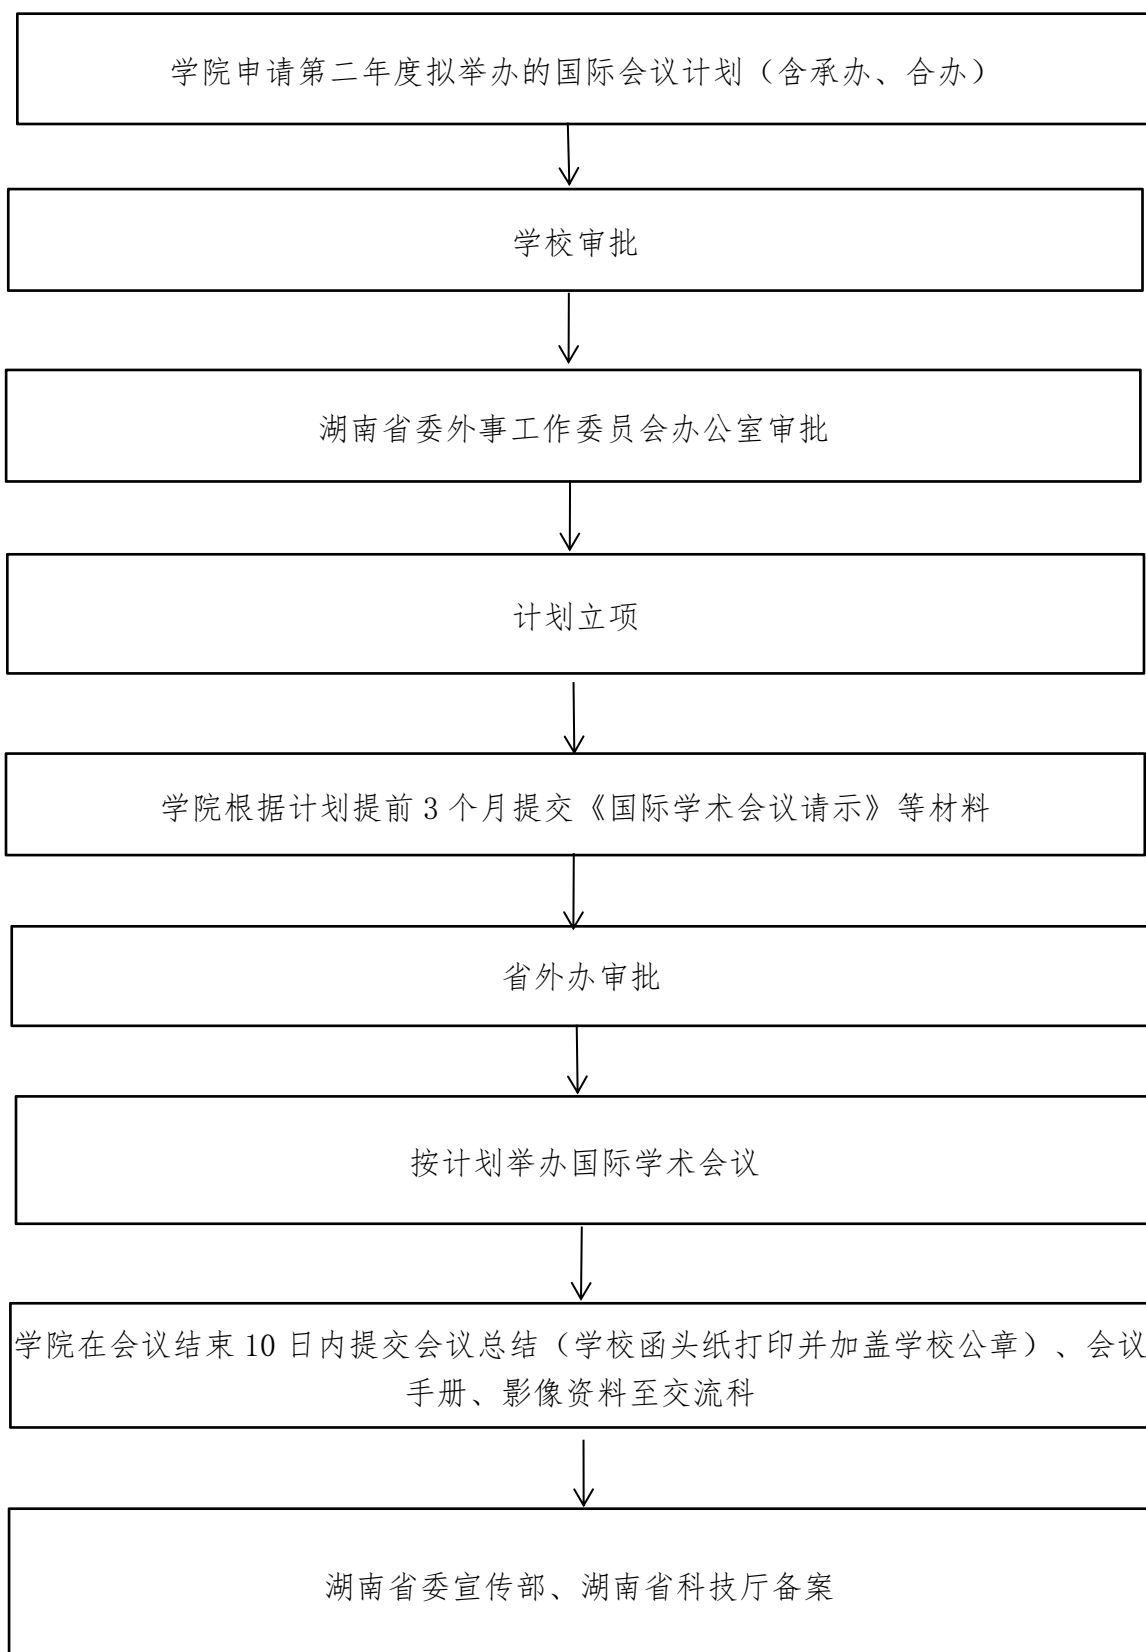 学院申请第二年度拟举办的国际会议计划（含承办、合办）
学校审批
湖南省委外事工作委员会办公室审批
计划立项
学院根据计划提前 3 个月提交《国际学术会议请示》等材料
省外办审批
按计划举办国际学术会议
学院在会议结束 10 日内提交会议总结（学校函头纸打印并加盖学校公章）、会议
手册、影像资料至交流科
湖南省委宣传部、湖南省科技厅备案